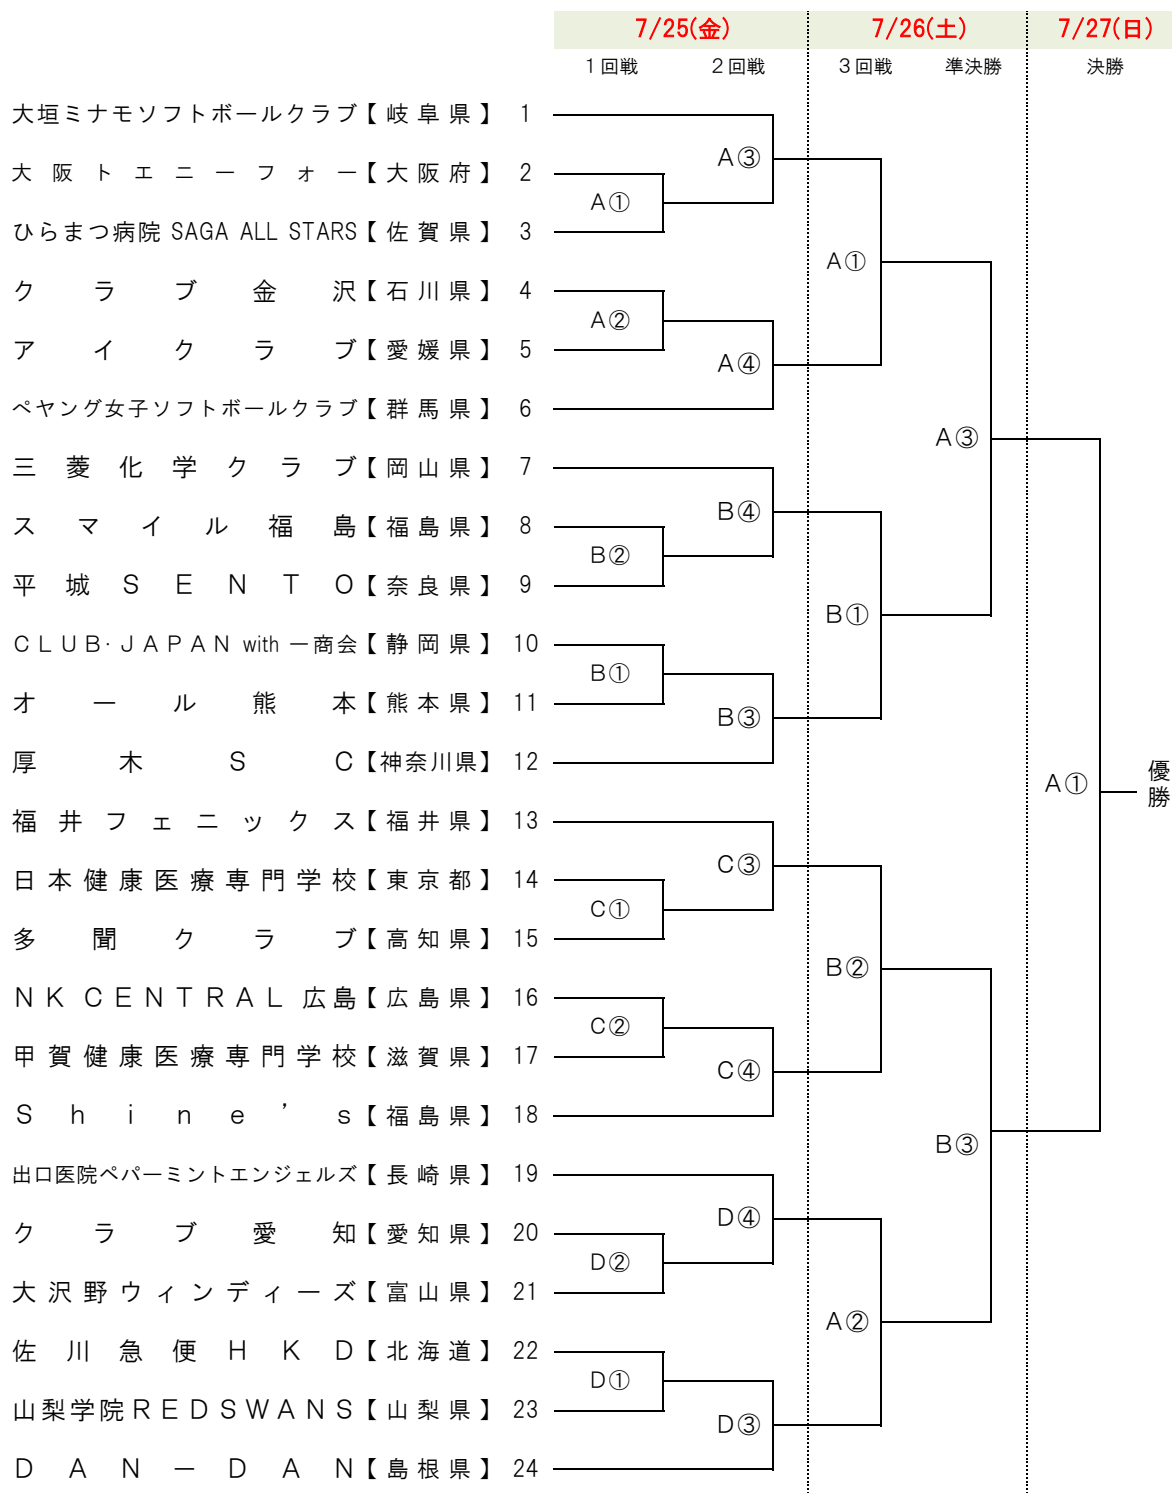 7/25(金) 7/26(土) 7/27(日)
1回戦 2回戦 3回戦 準決勝 決勝
大垣ミナモソフトボールクラブ【岐阜県】 1
A③
大阪トエニーフォー【大阪府】 2
A①
ひらまつ病院 SAGA ALL STARS【佐賀県】 3
A①
クラブ金沢【石川県】 4
A②
アイクラブ【愛媛県】 5
A④
ペヤング女子ソフトボールクラブ【群馬県】 6
A③
三菱化学クラブ【岡山県】 7
B④
スマイル福島【福島県】 8
B②
平城SENTO【奈良県】 9
B①
CLUB・JAPAN with 一商会【静岡県】 10
B①
オール熊本【熊本県】 11
B③
厚木SC【神奈川県】 12
A① 優勝
福井フェニックス【福井県】 13
C③
日本健康医療専門学校【東京都】 14
C①
多聞クラブ【高知県】 15
B②
NK CENTRAL 広島【広島県】 16
C②
甲賀健康医療専門学校【滋賀県】 17
C④
Shine’s【福島県】 18
B③
出口医院ペパーミントエンジェルズ【長崎県】 19
D④
クラブ愛知【愛知県】 20
D②
大沢野ウィンディーズ【富山県】 21
A②
佐川急便HKD【北海道】 22
D①
山梨学院REDSWANS【山梨県】 23
D③
DAN－DAN【島根県】 24